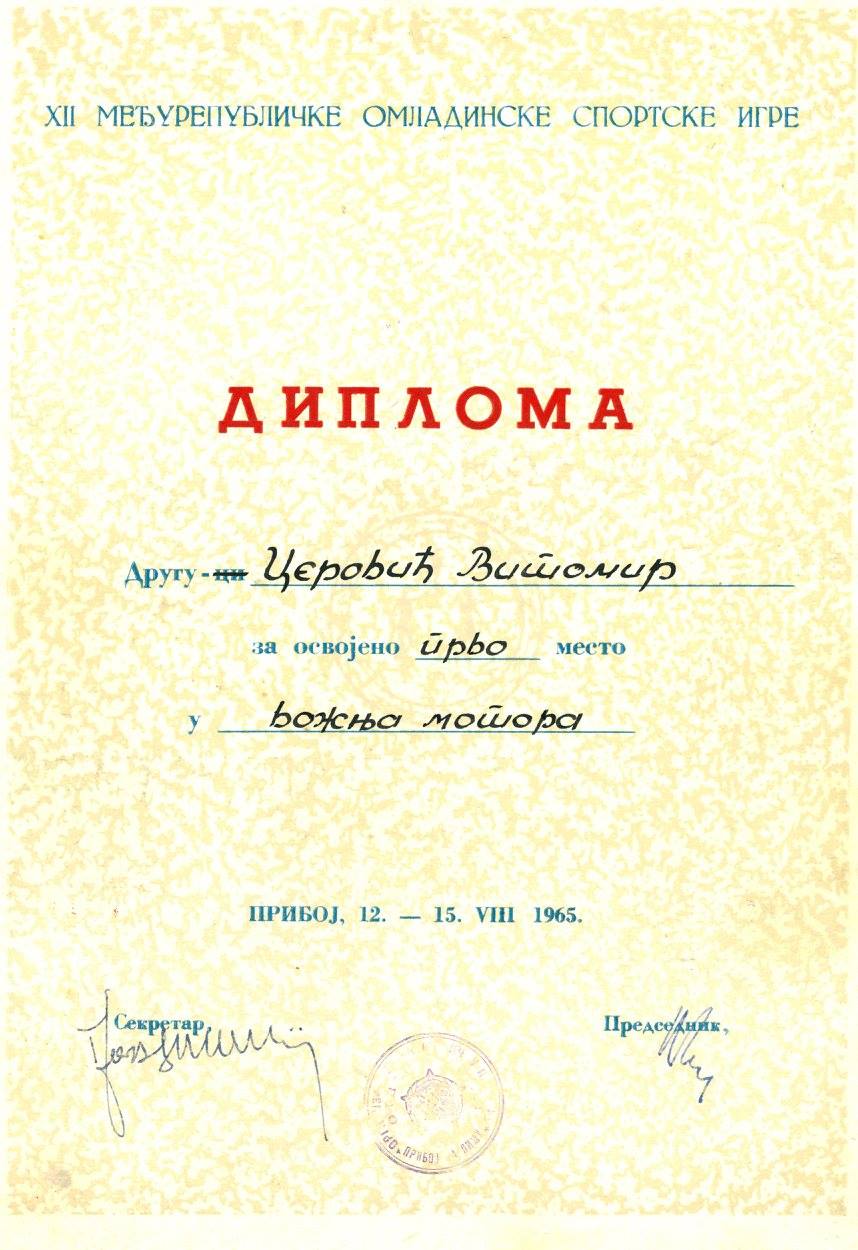 XII МЕЂУРЕПУБЛИЧКЕ ОМЛАДИНСКЕ СПОРТСКЕ ИГРЕ
ДИПЛОМА
Другу-ци Церовић Витомир
за освојено прво место
у вожња мотора
ПРИБОЈ, 12. — 15. VIII 1965.
Секретар, Председник,
ПРИБОЈ